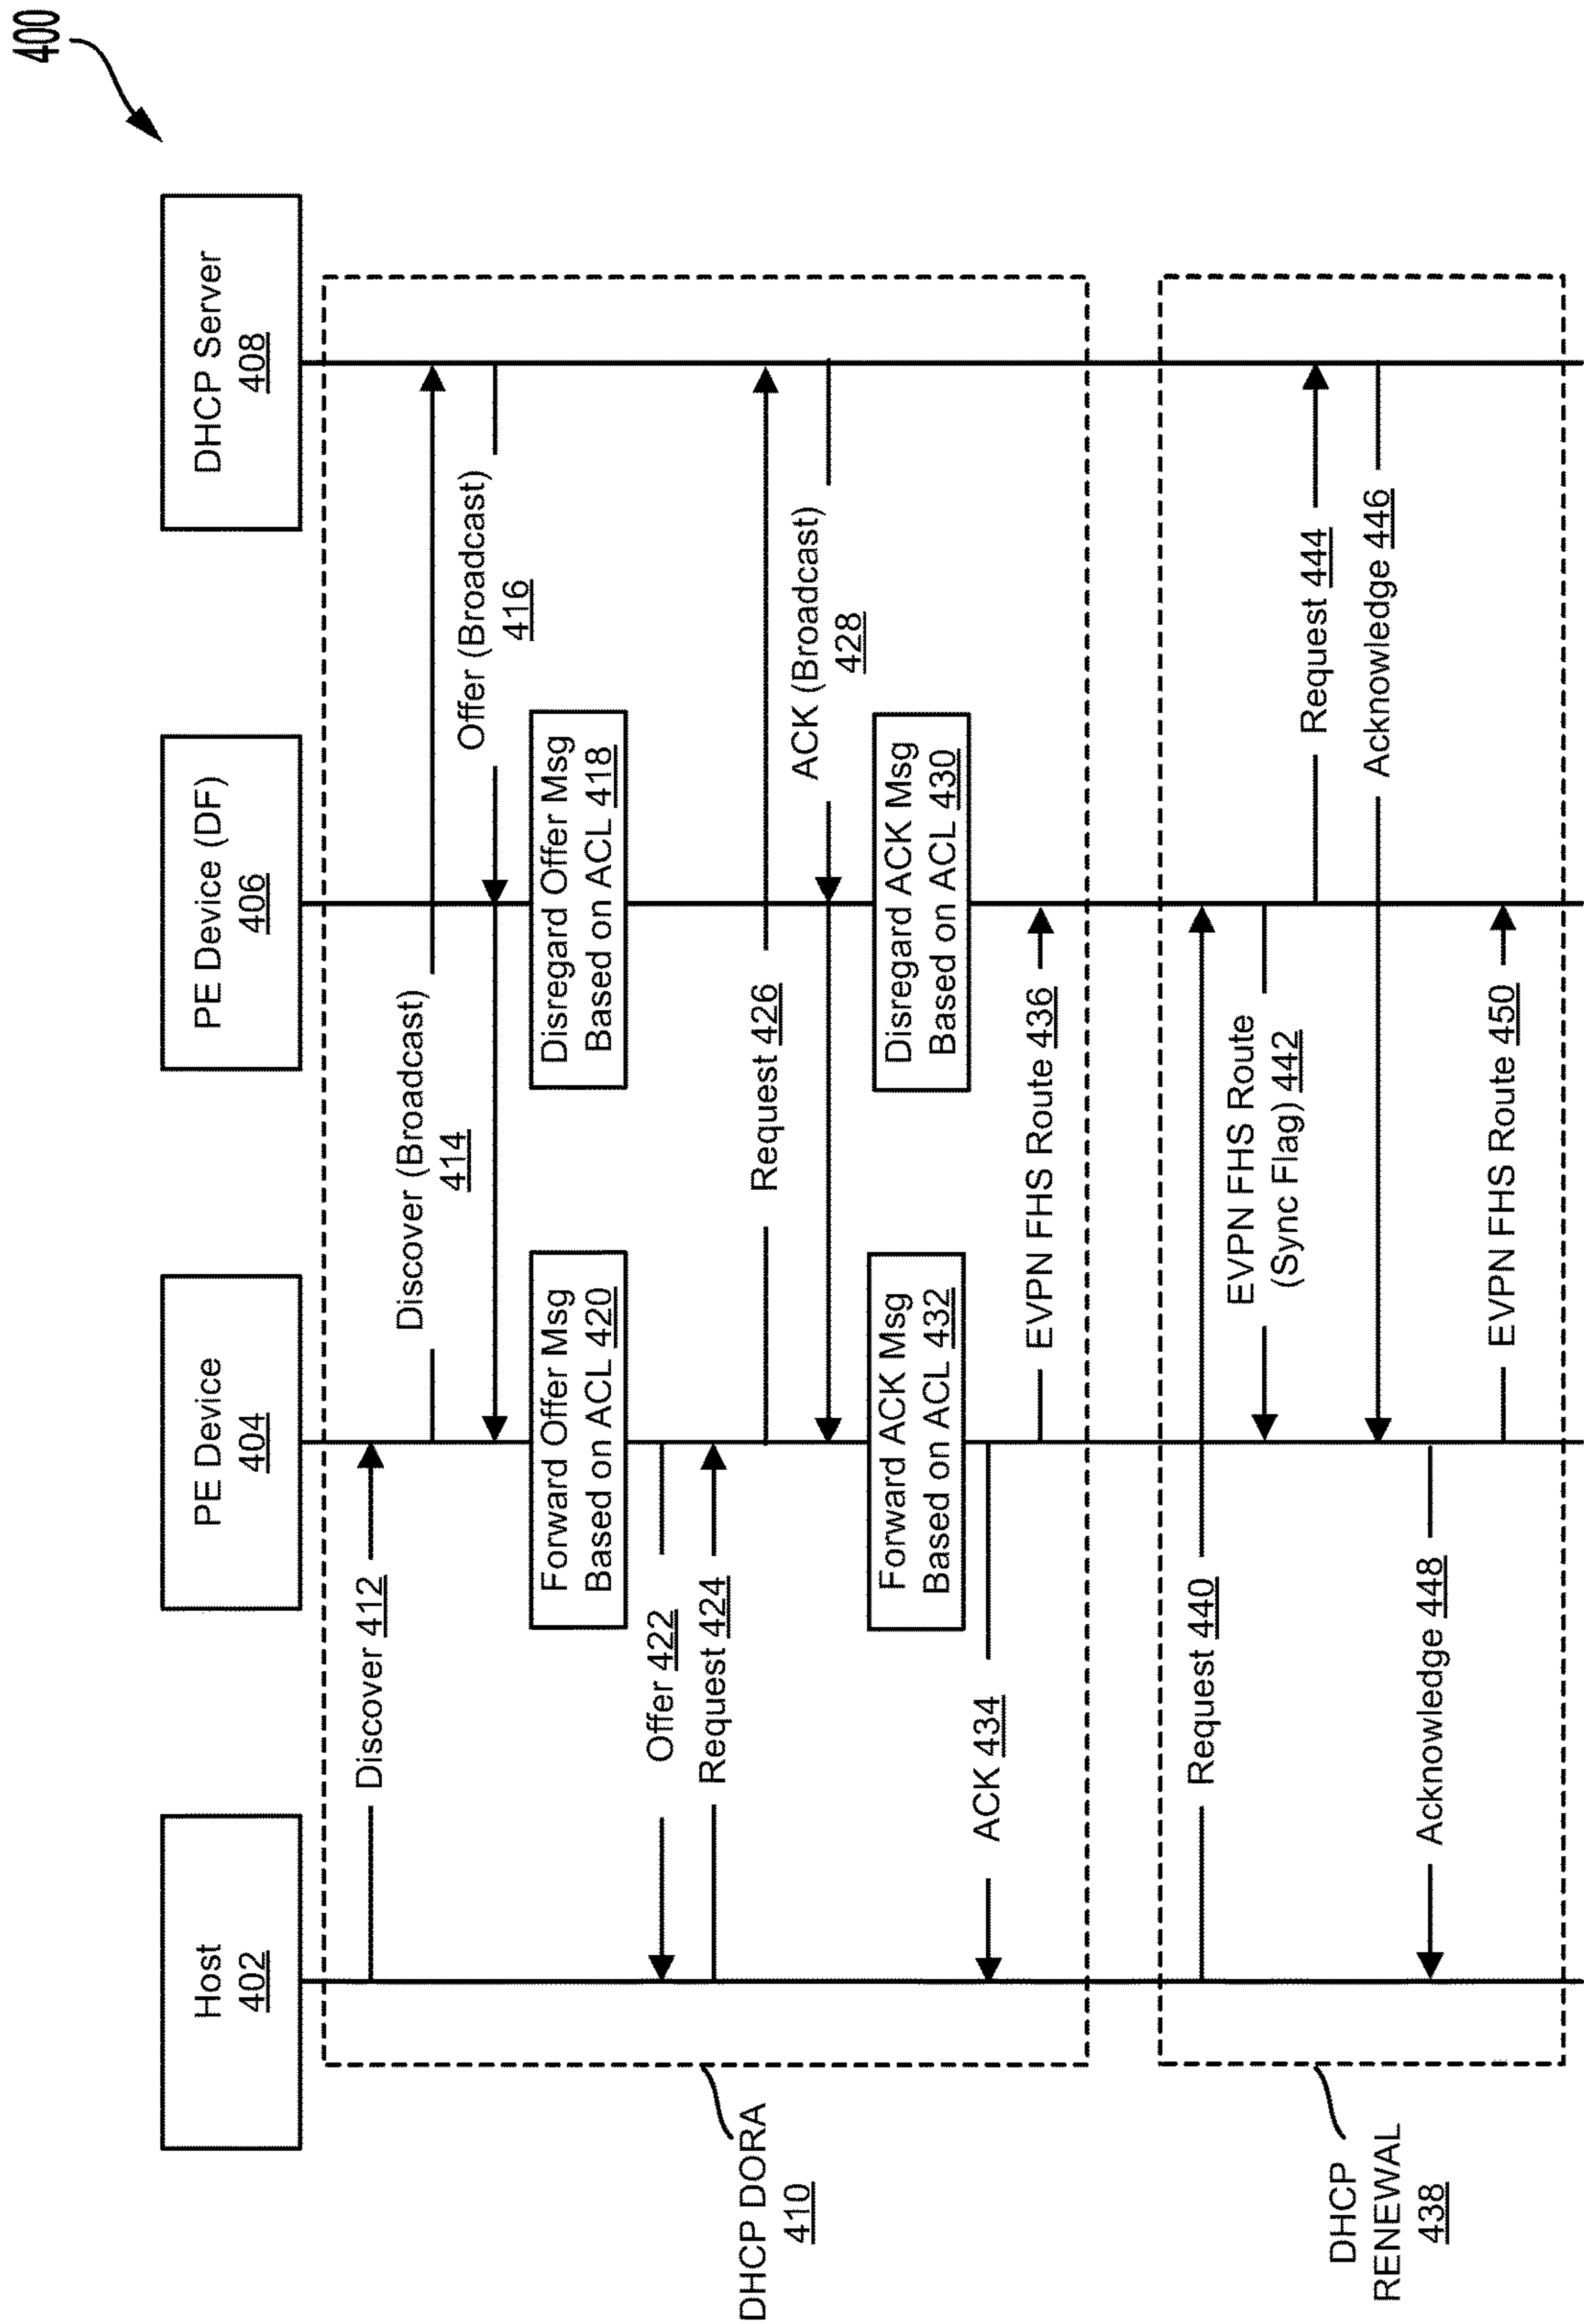 400
Host
402
PE Device
404
PE Device (DF)
406
DHCP Server
408
Discover 412
Discover (Broadcast)
414
Offer (Broadcast)
416
Forward Offer Msg
Based on ACL 420
Disregard Offer Msg
Based on ACL 418
Offer 422
Request 424
Request 426
ACK (Broadcast)
428
Forward ACK Msg
Based on ACL 432
Disregard ACK Msg
Based on ACL 430
ACK 434
EVPN FHS Route 436
DHCP DORA
410
Request 440
EVPN FHS Route
(Sync Flag) 442
Request 444
Acknowledge 446
Acknowledge 448
EVPN FHS Route 450
DHCP
RENEWAL
438